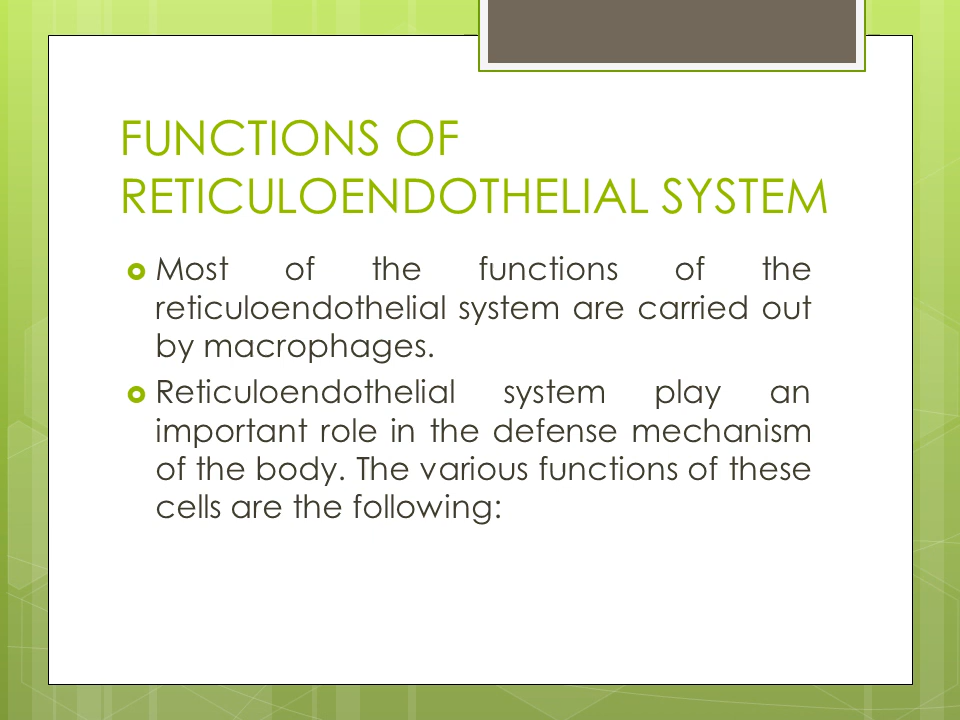 FUNCTIONS OF
RETICULOENDOTHELIAL SYSTEM
Most of the functions of the
reticuloendothelial system are carried out
by macrophages.
Reticuloendothelial system play an
important role in the defense mechanism
of the body. The various functions of these
cells are the following: